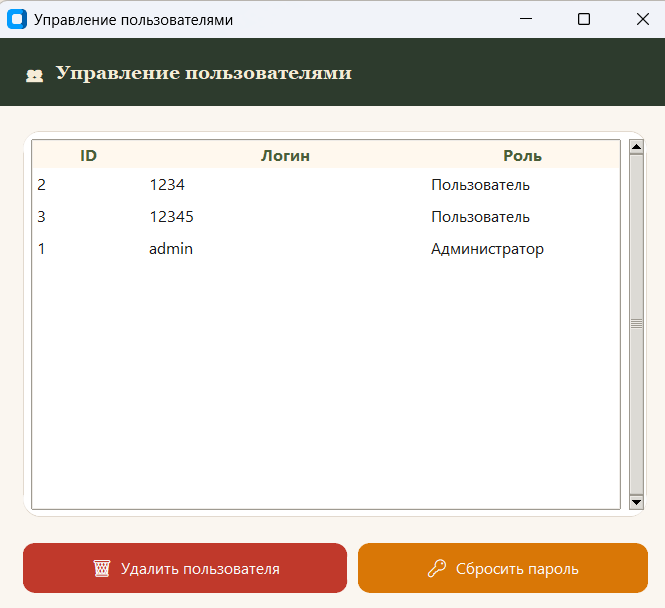 Управление пользователями
Управление пользователями
ID Логин Роль
2 1234 Пользователь
3 12345 Пользователь
1 admin Администратор
Удалить пользователя Сбросить пароль